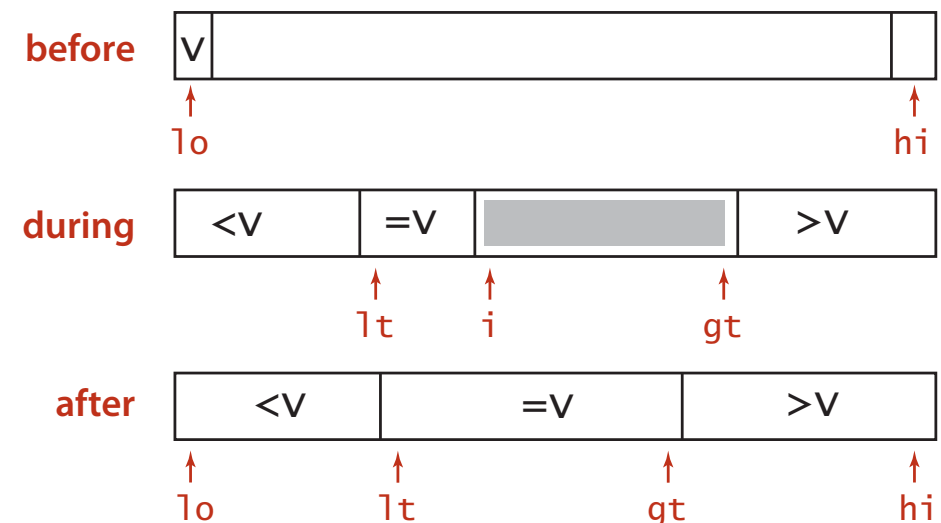 before V
lo hi
during <V =V >V
lt i gt
after <V =V >V
lo lt gt hi